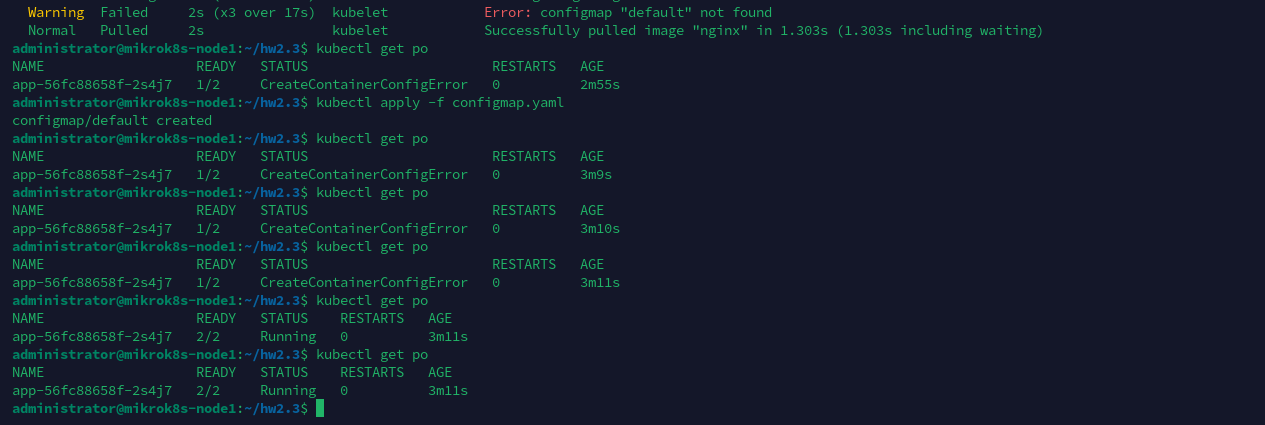 Warning  Failed     2s (x3 over 17s)  kubelet            Error: configmap "default" not found
Normal   Pulled     2s                kubelet            Successfully pulled image "nginx" in 1.303s (1.303s including waiting)
administrator@mikrok8s-node1:~/hw2.3$ kubectl get po
NAME                   READY   STATUS                       RESTARTS   AGE
app-56fc88658f-2s4j7   1/2     CreateContainerConfigError   0          2m55s
administrator@mikrok8s-node1:~/hw2.3$ kubectl apply -f configmap.yaml
configmap/default created
administrator@mikrok8s-node1:~/hw2.3$ kubectl get po
NAME                   READY   STATUS                       RESTARTS   AGE
app-56fc88658f-2s4j7   1/2     CreateContainerConfigError   0          3m9s
administrator@mikrok8s-node1:~/hw2.3$ kubectl get po
NAME                   READY   STATUS                       RESTARTS   AGE
app-56fc88658f-2s4j7   1/2     CreateContainerConfigError   0          3m10s
administrator@mikrok8s-node1:~/hw2.3$ kubectl get po
NAME                   READY   STATUS                       RESTARTS   AGE
app-56fc88658f-2s4j7   1/2     CreateContainerConfigError   0          3m11s
administrator@mikrok8s-node1:~/hw2.3$ kubectl get po
NAME                   READY   STATUS    RESTARTS   AGE
app-56fc88658f-2s4j7   2/2     Running   0          3m11s
administrator@mikrok8s-node1:~/hw2.3$ kubectl get po
NAME                   READY   STATUS    RESTARTS   AGE
app-56fc88658f-2s4j7   2/2     Running   0          3m11s
administrator@mikrok8s-node1:~/hw2.3$